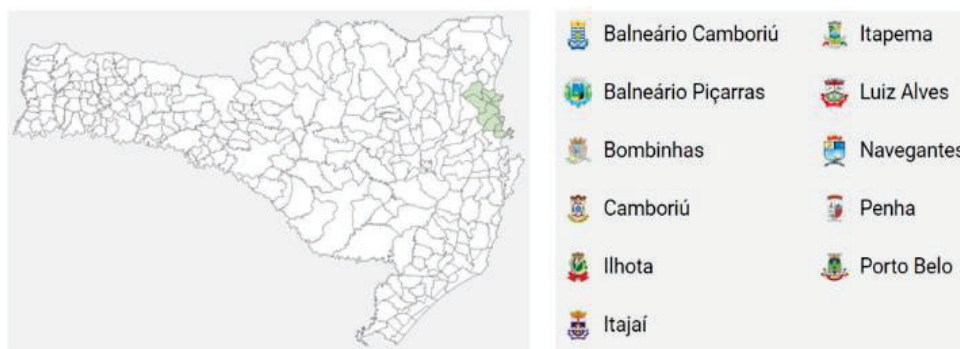 Balneário Camboriú
Balneário Piçarras
Bombinhas
Camboriú
Ilhota
Itajaí
Itapema
Luiz Alves
Navegantes
Penha
Porto Belo